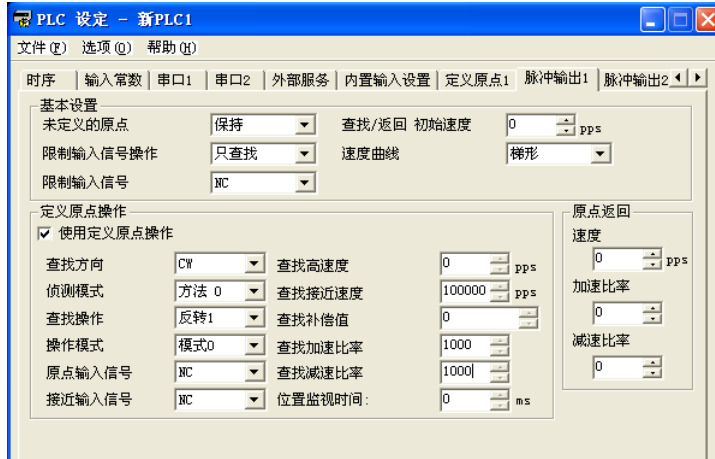 PLC 设定 - 新PLC1
文件(F) 选项(O) 帮助(H)
时序 输入常数 串口1 串口2 外部服务 内置输入设置 定义原点1 脉冲输出1 脉冲输出2
基本设置
未定义的原点 保持 查找/返回 初始速度 0 pps
限制输入信号操作 只查找 速度曲线 梯形
限制输入信号 NC
定义原点操作 原点返回
使用定义原点操作 速度
查找方向 CW 查找高速度 0 pps 0 pps
侦测模式 方法 0 查找接近速度 100000 pps 加速比率
查找操作 反转1 查找补偿值 0 0
操作模式 模式0 查找加速比率 1000 减速比率
原点输入信号 NC 查找减速比率 1000 0
接近输入信号 NC 位置监视时间: 0 ms